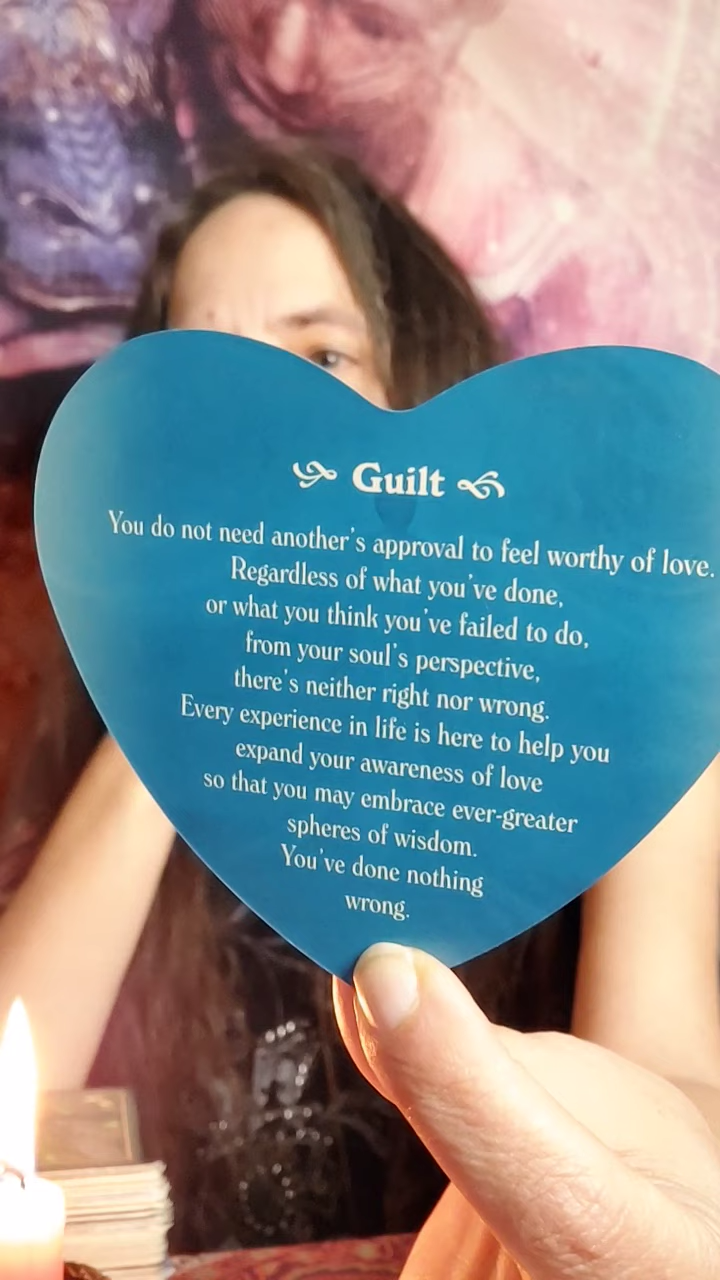 Guilt
You do not need another's approval to feel worthy of love.
Regardless of what you've done,
or what you think you've failed to do,
from your soul's perspective,
there's neither right nor wrong.
Every experience in life is here to help you
expand your awareness of love
so that you may embrace ever-greater
spheres of wisdom.
You've done nothing
wrong.